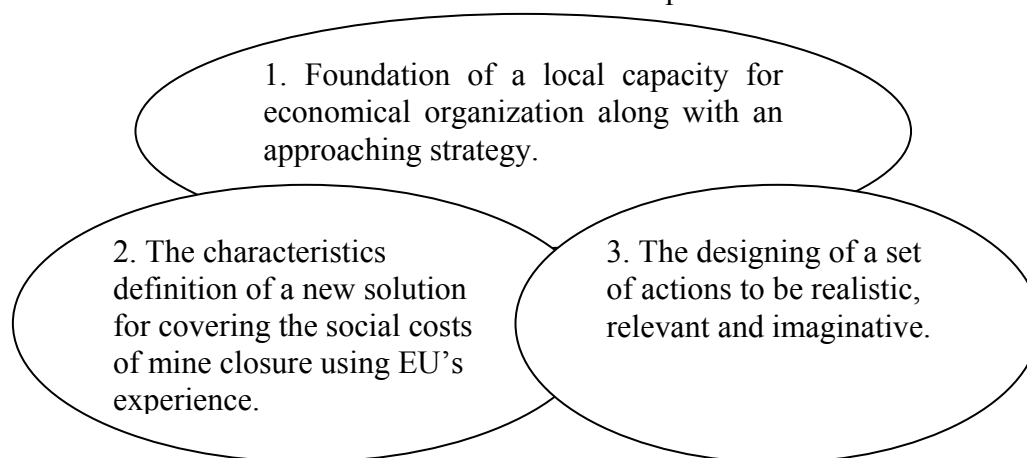 1. Foundation of a local capacity for
economical organization along with an
approaching strategy.
2. The characteristics
definition of a new solution
for covering the social costs
of mine closure using EU’s
experience.
3. The designing of a set
of actions to be realistic,
relevant and imaginative.